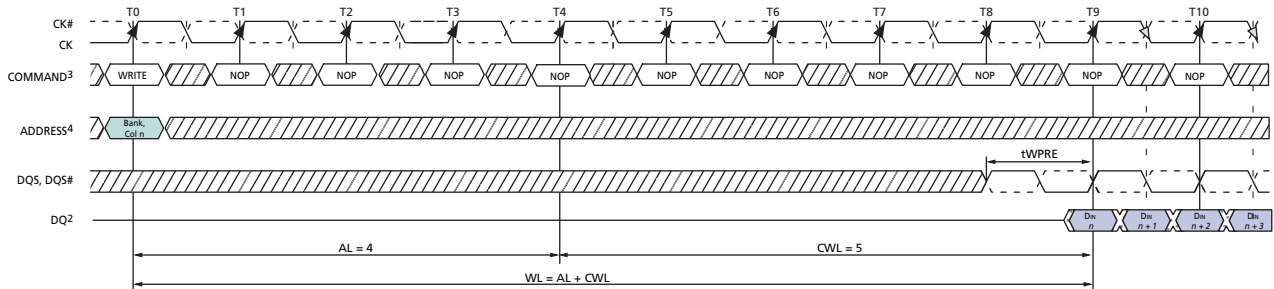 T0 T1 T2 T3 T4 T5 T6 T7 T8 T9 T10
CK#
CK
COMMAND3 WRITE NOP NOP NOP NOP NOP NOP NOP NOP NOP NOP
ADDRESS4 Bank,
Col n
tWPRE
DQS, DQS#
DQ2 DIN DIN DIN DIN
n n + 1 n + 2 n + 3
AL = 4 CWL = 5
WL = AL + CWL